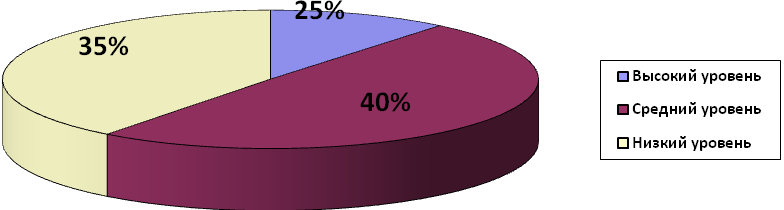 25%
35%
40%
Высокий уровень
Средний уровень
Низкий уровень